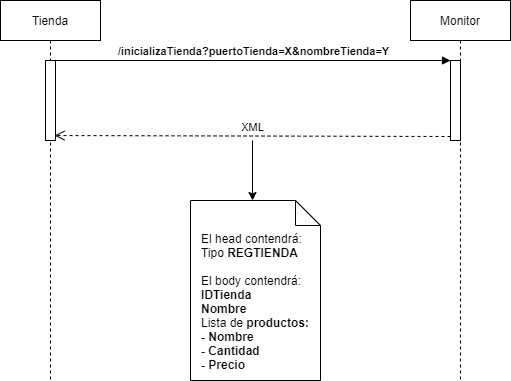 Tienda
Monitor
/inicializaTienda?puertoTienda=X&nombreTienda=Y
XML
El head contendrá:
Tipo REGTIENDA
El body contendrá:
IDTienda
Nombre
Lista de productos:
- Nombre
- Cantidad
- Precio